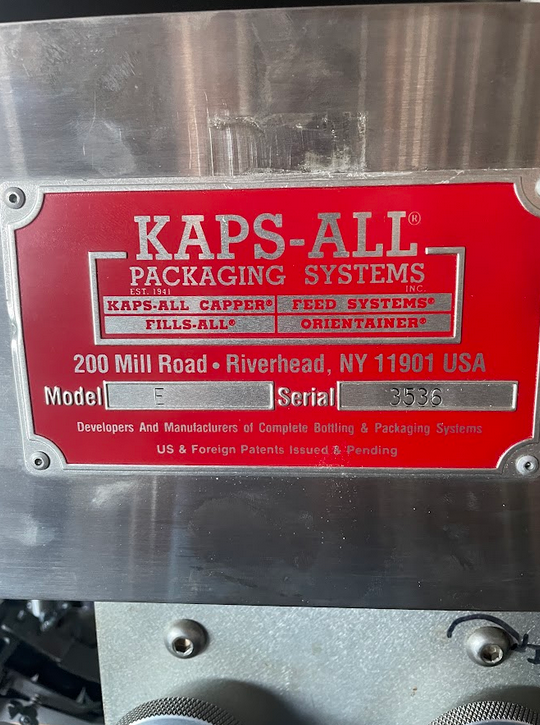 KAPS-ALL®
PACKAGING SYSTEMS
EST. 1941 INC.
KAPS-ALL CAPPER® FEED SYSTEMS®
FILLS-ALL® ORIENTAINER®
200 Mill Road • Riverhead, NY 11901 USA
Model E Serial 3536
Developers And Manufacturers of Complete Bottling & Packaging Systems
US & Foreign Patents Issued & Pending